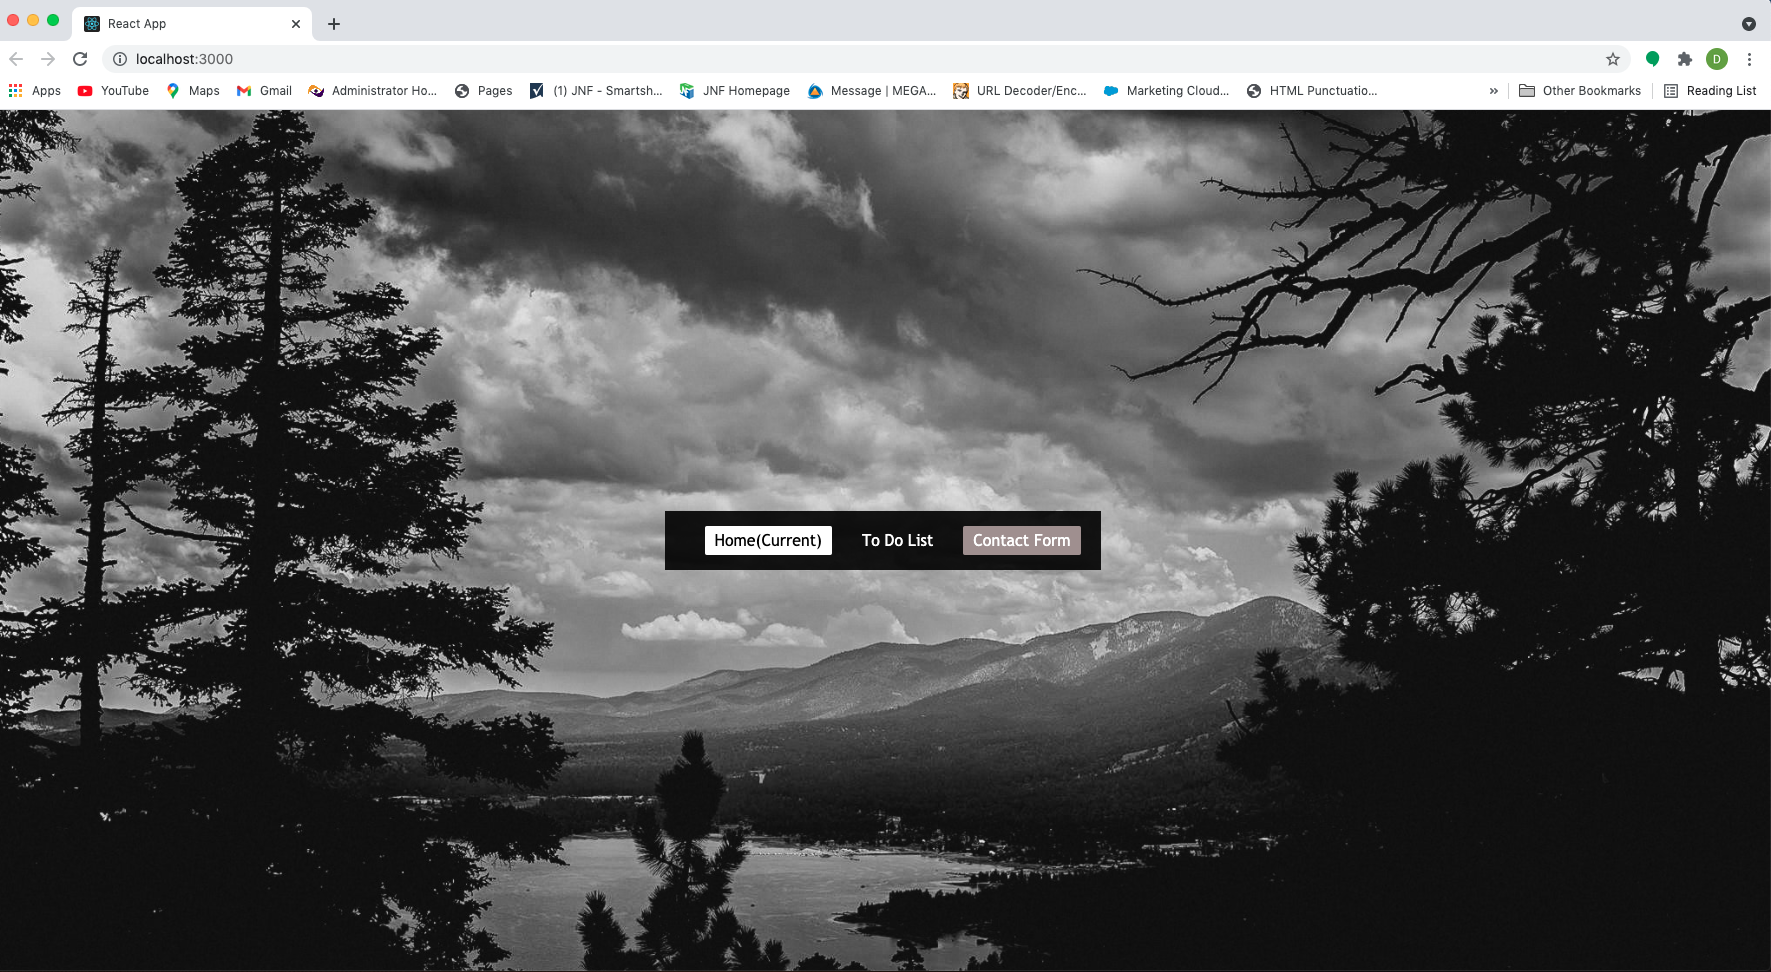 React App
localhost:3000
D
Apps YouTube Maps Gmail Administrator Ho... Pages (1) JNF - Smartsh... JNF Homepage Message | MEGA... URL Decoder/Enc... Marketing Cloud... HTML Punctuatio... » Other Bookmarks Reading List
Home(Current) To Do List Contact Form